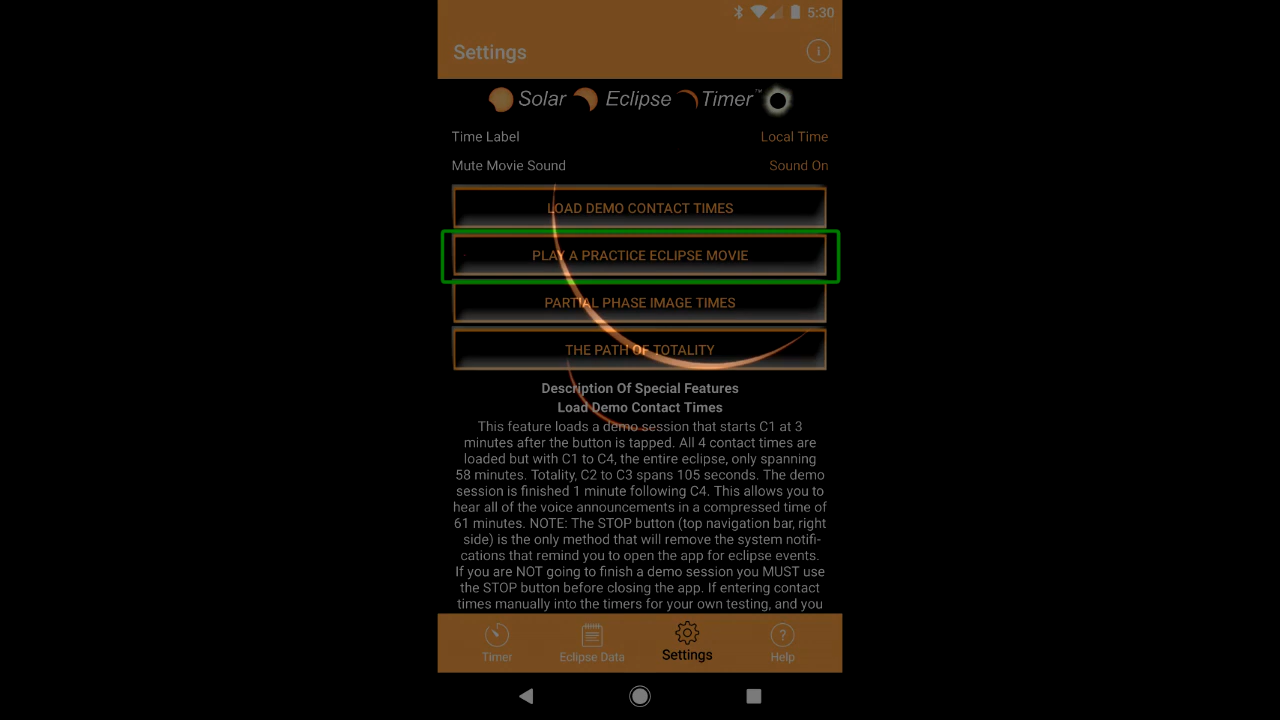 5:30
Settings
Solar Eclipse Timer™
Time Label Local Time
Mute Movie Sound Sound On
LOAD DEMO CONTACT TIMES
PLAY A PRACTICE ECLIPSE MOVIE
PARTIAL PHASE IMAGE TIMES
THE PATH OF TOTALITY
Description Of Special Features
Load Demo Contact Times
This feature loads a demo session that starts C1 at 3
minutes after the button is tapped. All 4 contact times are
loaded but with C1 to C4, the entire eclipse, only spanning
58 minutes. Totality, C2 to C3 spans 105 seconds. The demo
session is finished 1 minute following C4. This allows you to
hear all of the voice announcements in a compressed time of
61 minutes. NOTE: The STOP button (top navigation bar, right
side) is the only method that will remove the system notifi-
cations that remind you to open the app for eclipse events.
If you are NOT going to finish a demo session you MUST use
the STOP button before closing the app. If entering contact
times manually into the timers for your own testing, and you
Timer Eclipse Data Settings Help